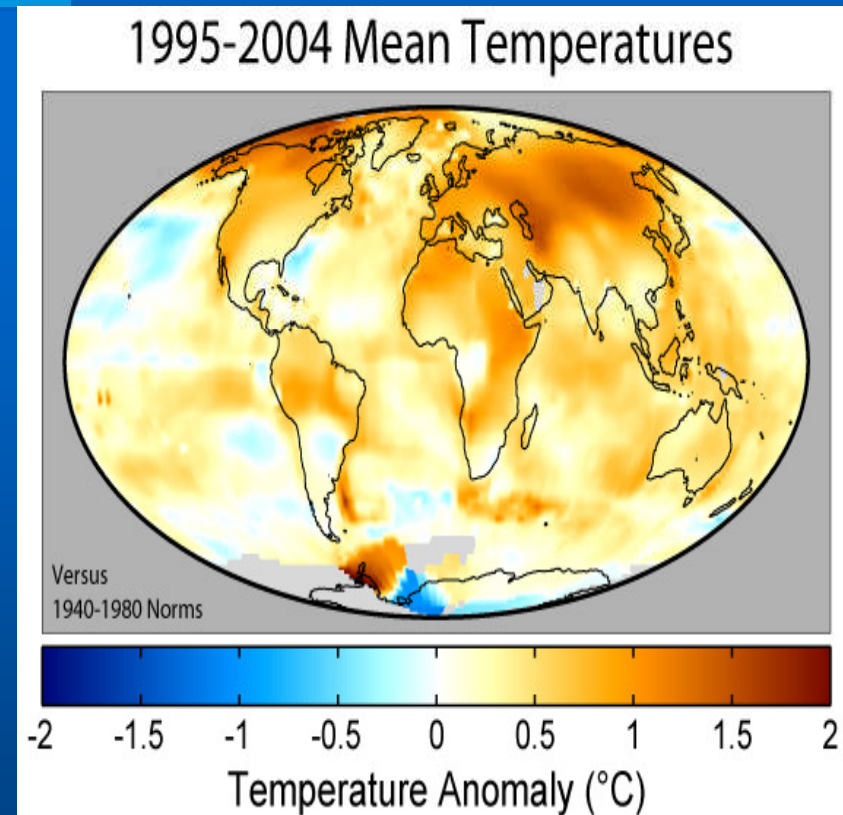 1995-2004 Mean Temperatures
Versus
1940-1980 Norms
-2 -1.5 -1 -0.5 0 0.5 1 1.5 2
Temperature Anomaly (°C)